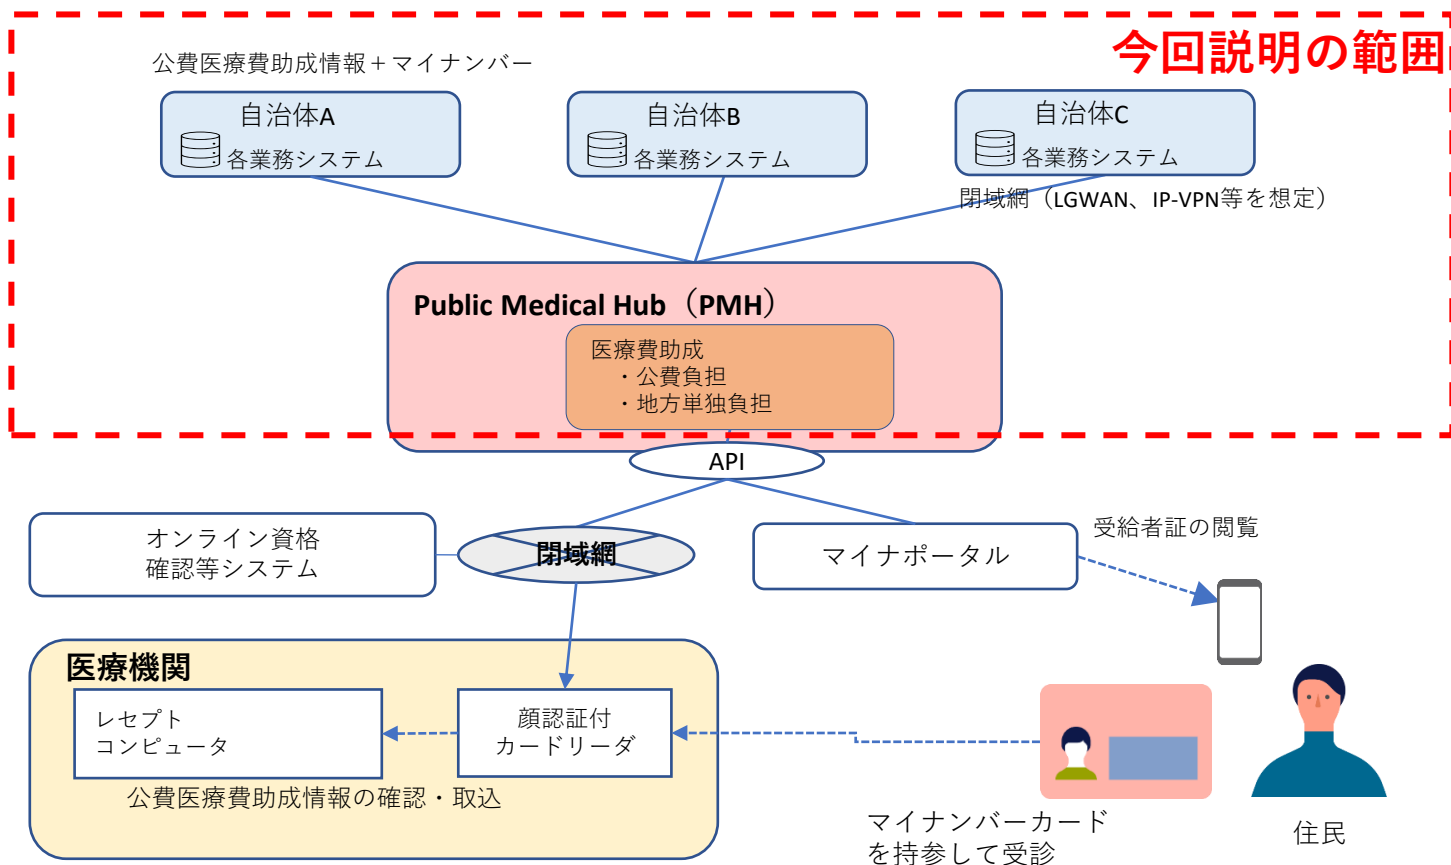 今回説明の範囲
公費医療費助成情報＋マイナンバー
自治体A
各業務システム
自治体B
各業務システム
自治体C
各業務システム
閉域網（LGWAN、IP-VPN等を想定）
Public Medical Hub（PMH）
医療費助成
・公費負担
・地方単独負担
API
オンライン資格
確認等システム
閉域網
マイナポータル
受給者証の閲覧
医療機関
レセプト
コンピュータ
顔認証付
カードリーダ
公費医療費助成情報の確認・取込
マイナンバーカード
を持参して受診
住民